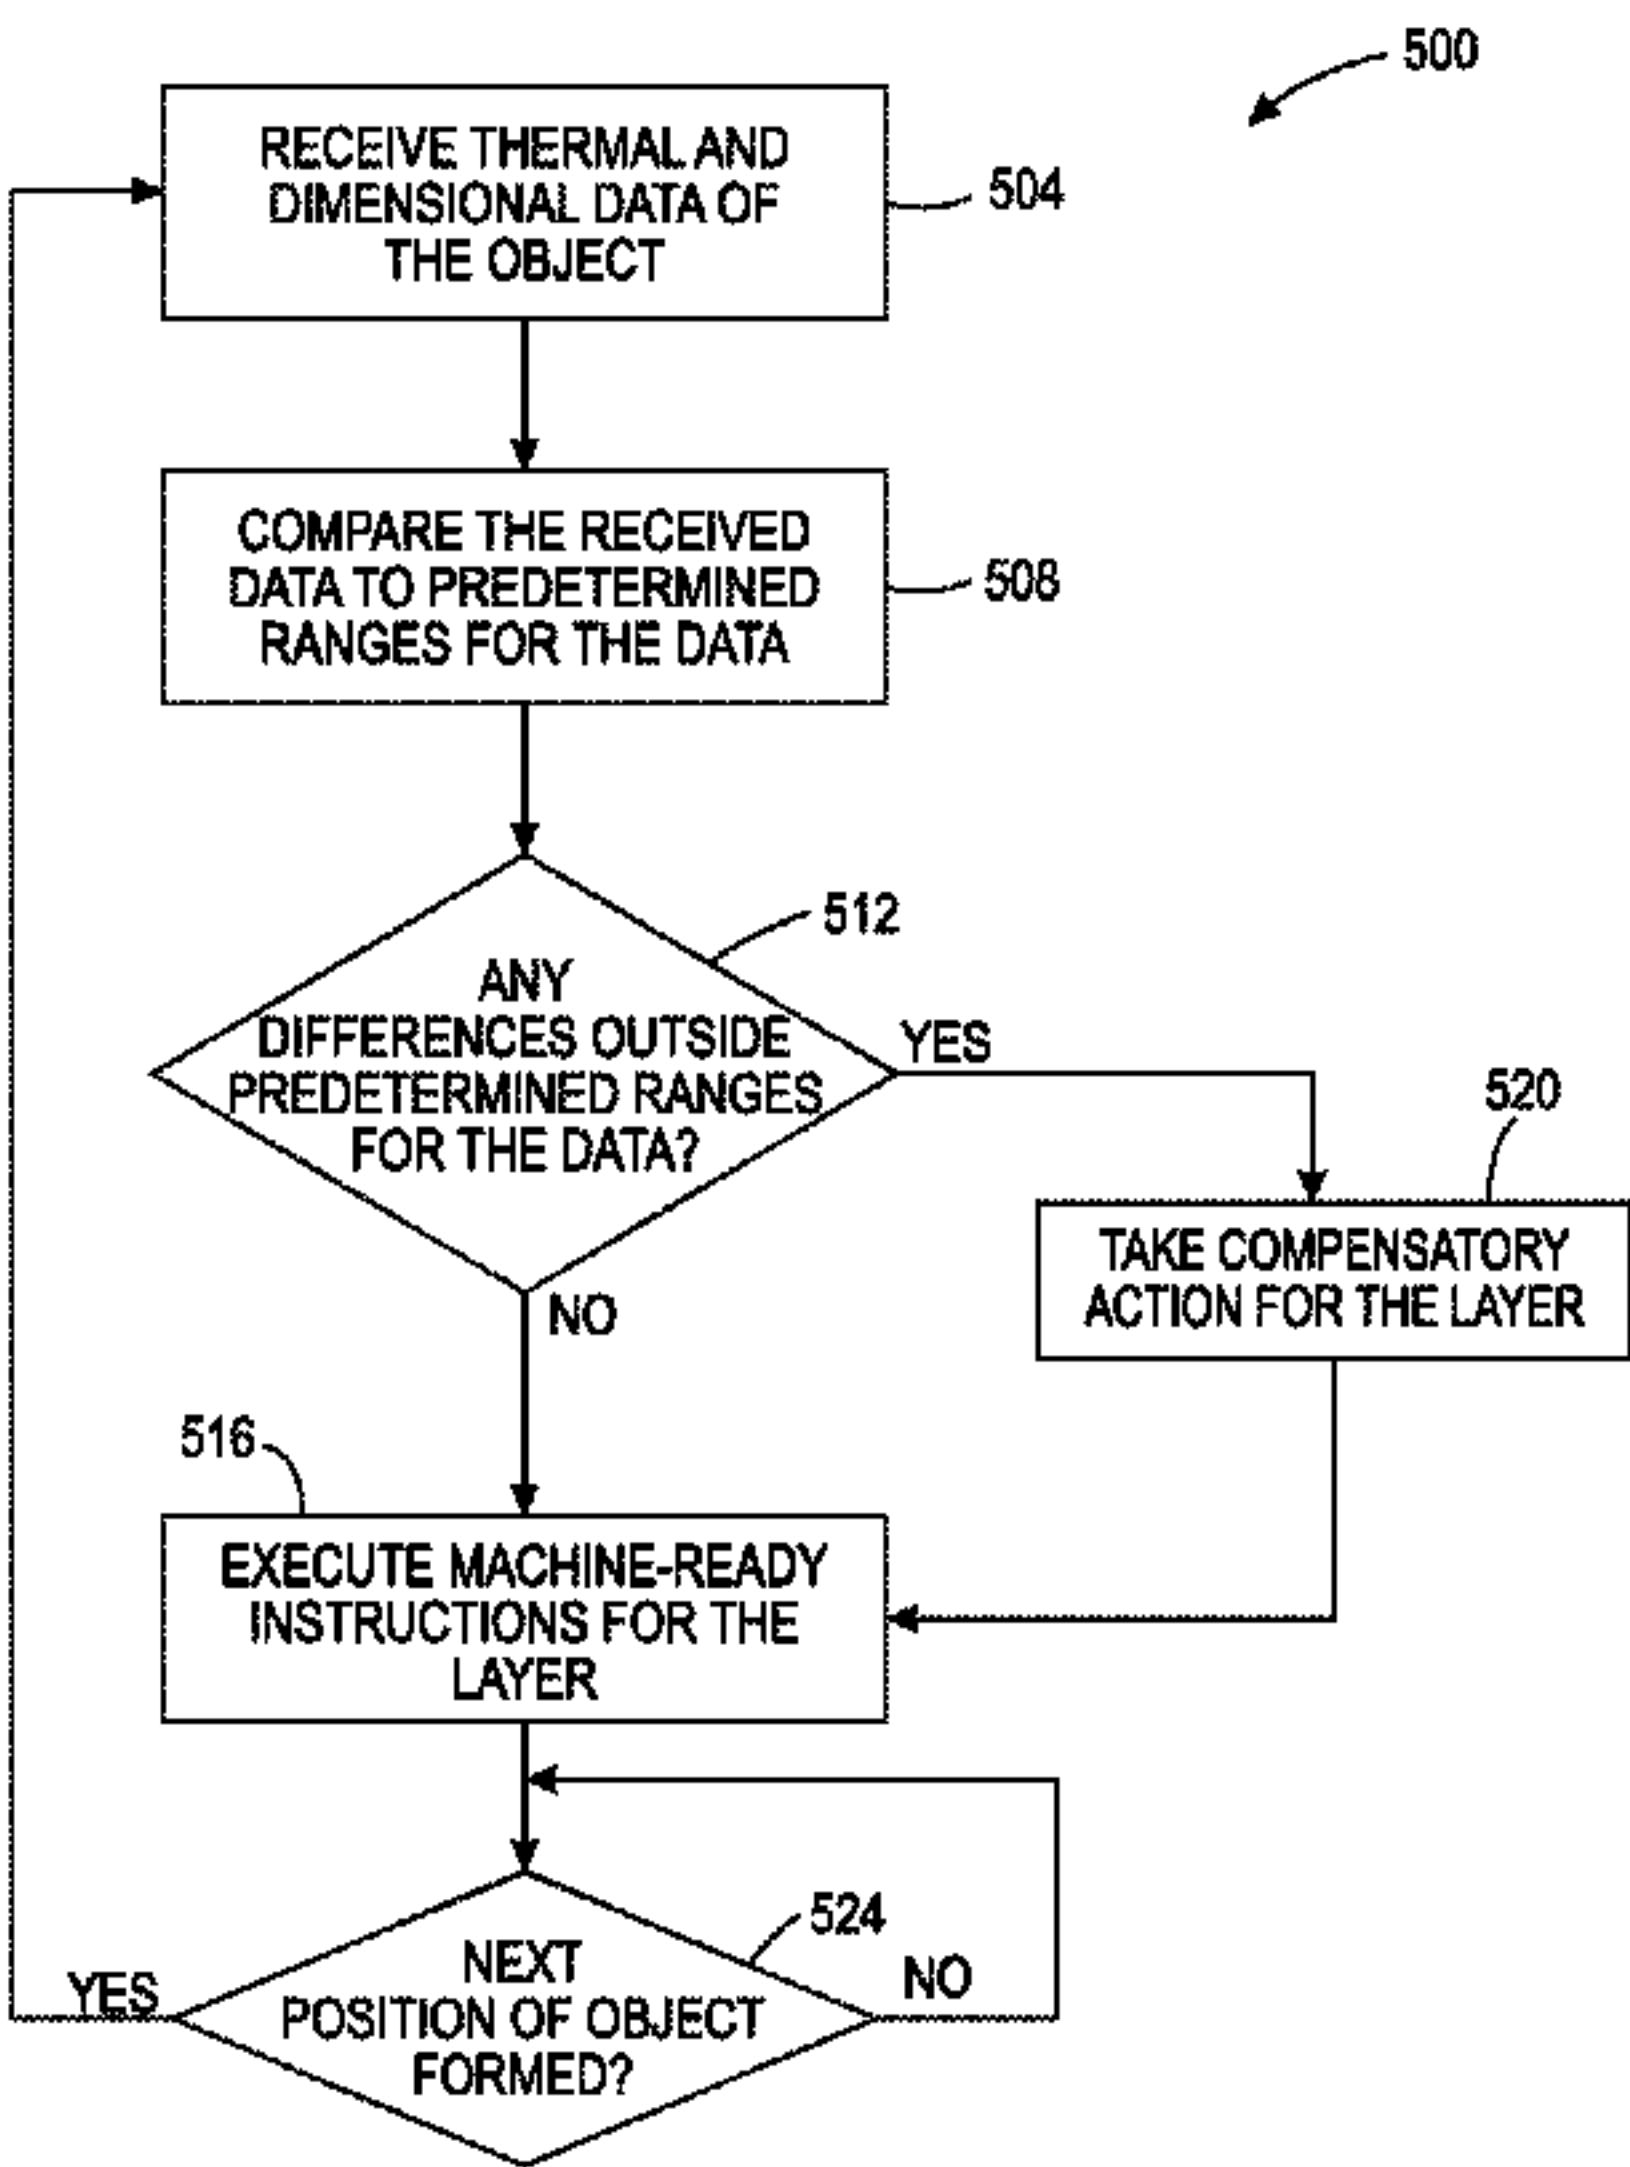 500
RECEIVE THERMAL AND
DIMENSIONAL DATA OF
THE OBJECT
504
COMPARE THE RECEIVED
DATA TO PREDETERMINED
RANGES FOR THE DATA
508
512
ANY
DIFFERENCES OUTSIDE
PREDETERMINED RANGES
FOR THE DATA?
YES
NO
520
TAKE COMPENSATORY
ACTION FOR THE LAYER
516
EXECUTE MACHINE-READY
INSTRUCTIONS FOR THE
LAYER
524
NEXT
POSITION OF OBJECT
FORMED?
YES
NO